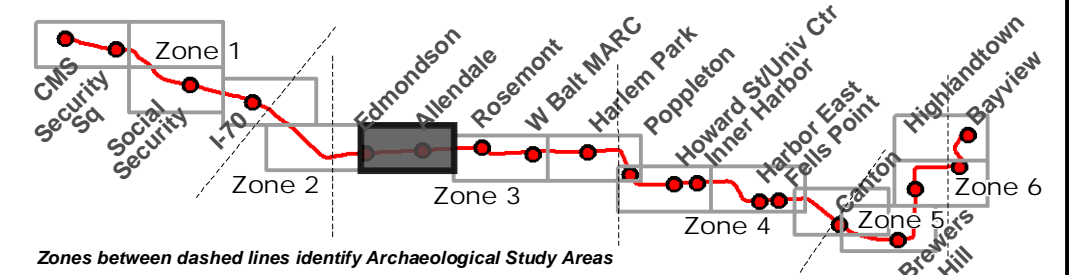 Zone 1
CMS
Security
Sq
Social
Security
I-70
Zone 2
Edmondson
Allendale
Rosemont
W Balt MARC
Harlem Park
Zone 3
Poppleton
Howard St/Univ Ctr
Inner Harbor
Harbor East
Fells Point
Zone 4
Canton
Zone 5
Brewers
Hill
Highlandtown
Bayview
Zone 6
Zones between dashed lines identify Archaeological Study Areas